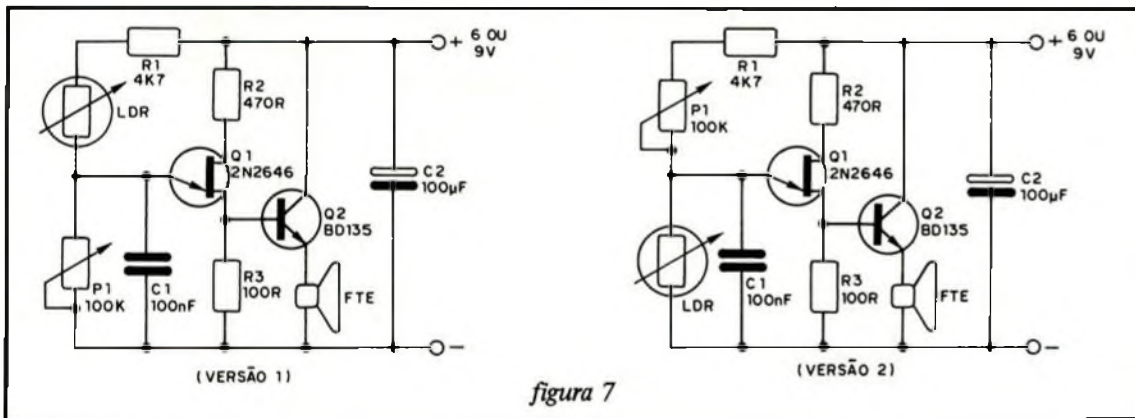 + 6 OU
9V
R1
4K7
R2
470R
LDR
Q1
2N2646
C2
100µF
Q2
BD135
P1
100K
C1
100nF
R3
100R
FTE
−
(VERSÃO 1)
+ 6 OU
9V
R1
4K7
R2
470R
P1
100K
Q1
2N2646
C2
100µF
Q2
BD135
LDR
C1
100nF
R3
100R
FTE
−
(VERSÃO 2)
figura 7